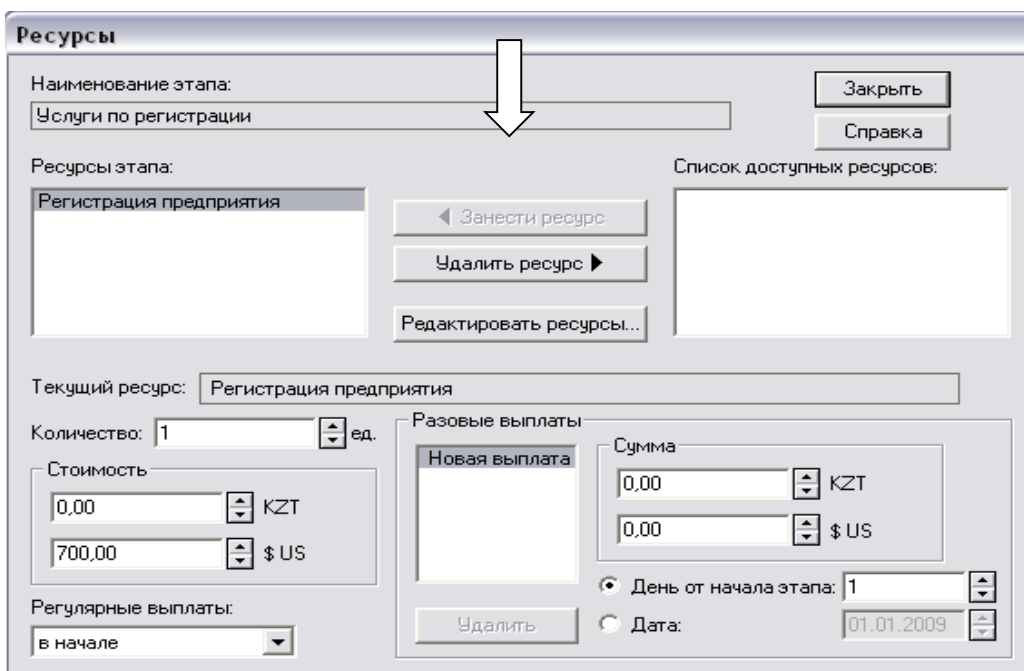 Ресурсы
Наименование этапа:
Услуги по регистрации
Закрыть
Справка
Ресурсы этапа:
Список доступных ресурсов:
Регистрация предприятия
Занести ресурс
Удалить ресурс
Редактировать ресурсы...
Текущий ресурс: Регистрация предприятия
Количество: 1 ед.
Стоимость
0,00 KZT
700,00 $ US
Регулярные выплаты:
в начале
Разовые выплаты
Новая выплата
Удалить
Сумма
0,00 KZT
0,00 $ US
День от начала этапа: 1
Дата: 01.01.2009